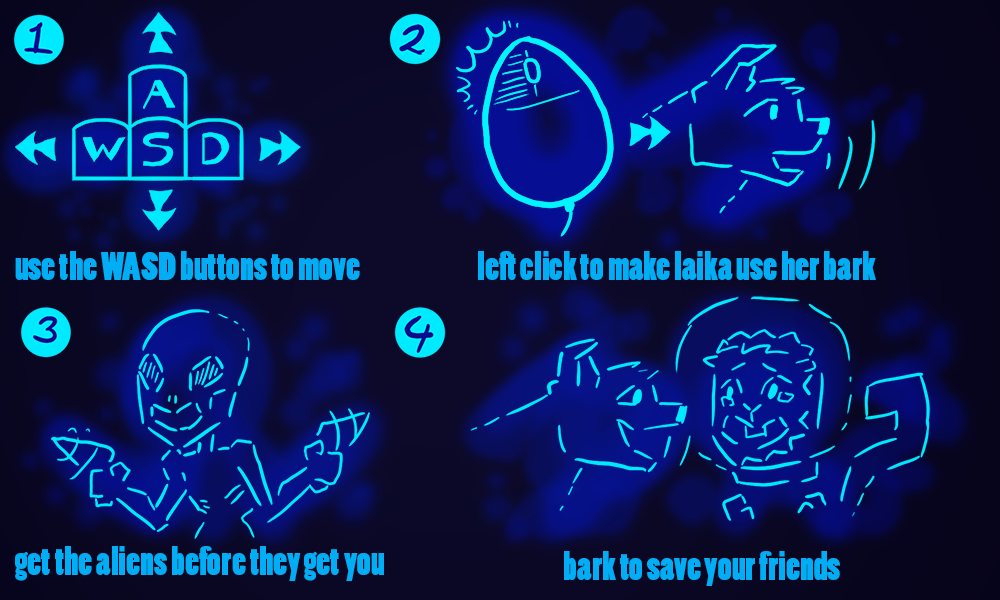 1
A
W S D
use the WASD buttons to move
2
left click to make laika use her bark
3
get the aliens before they get you
4
bark to save your friends